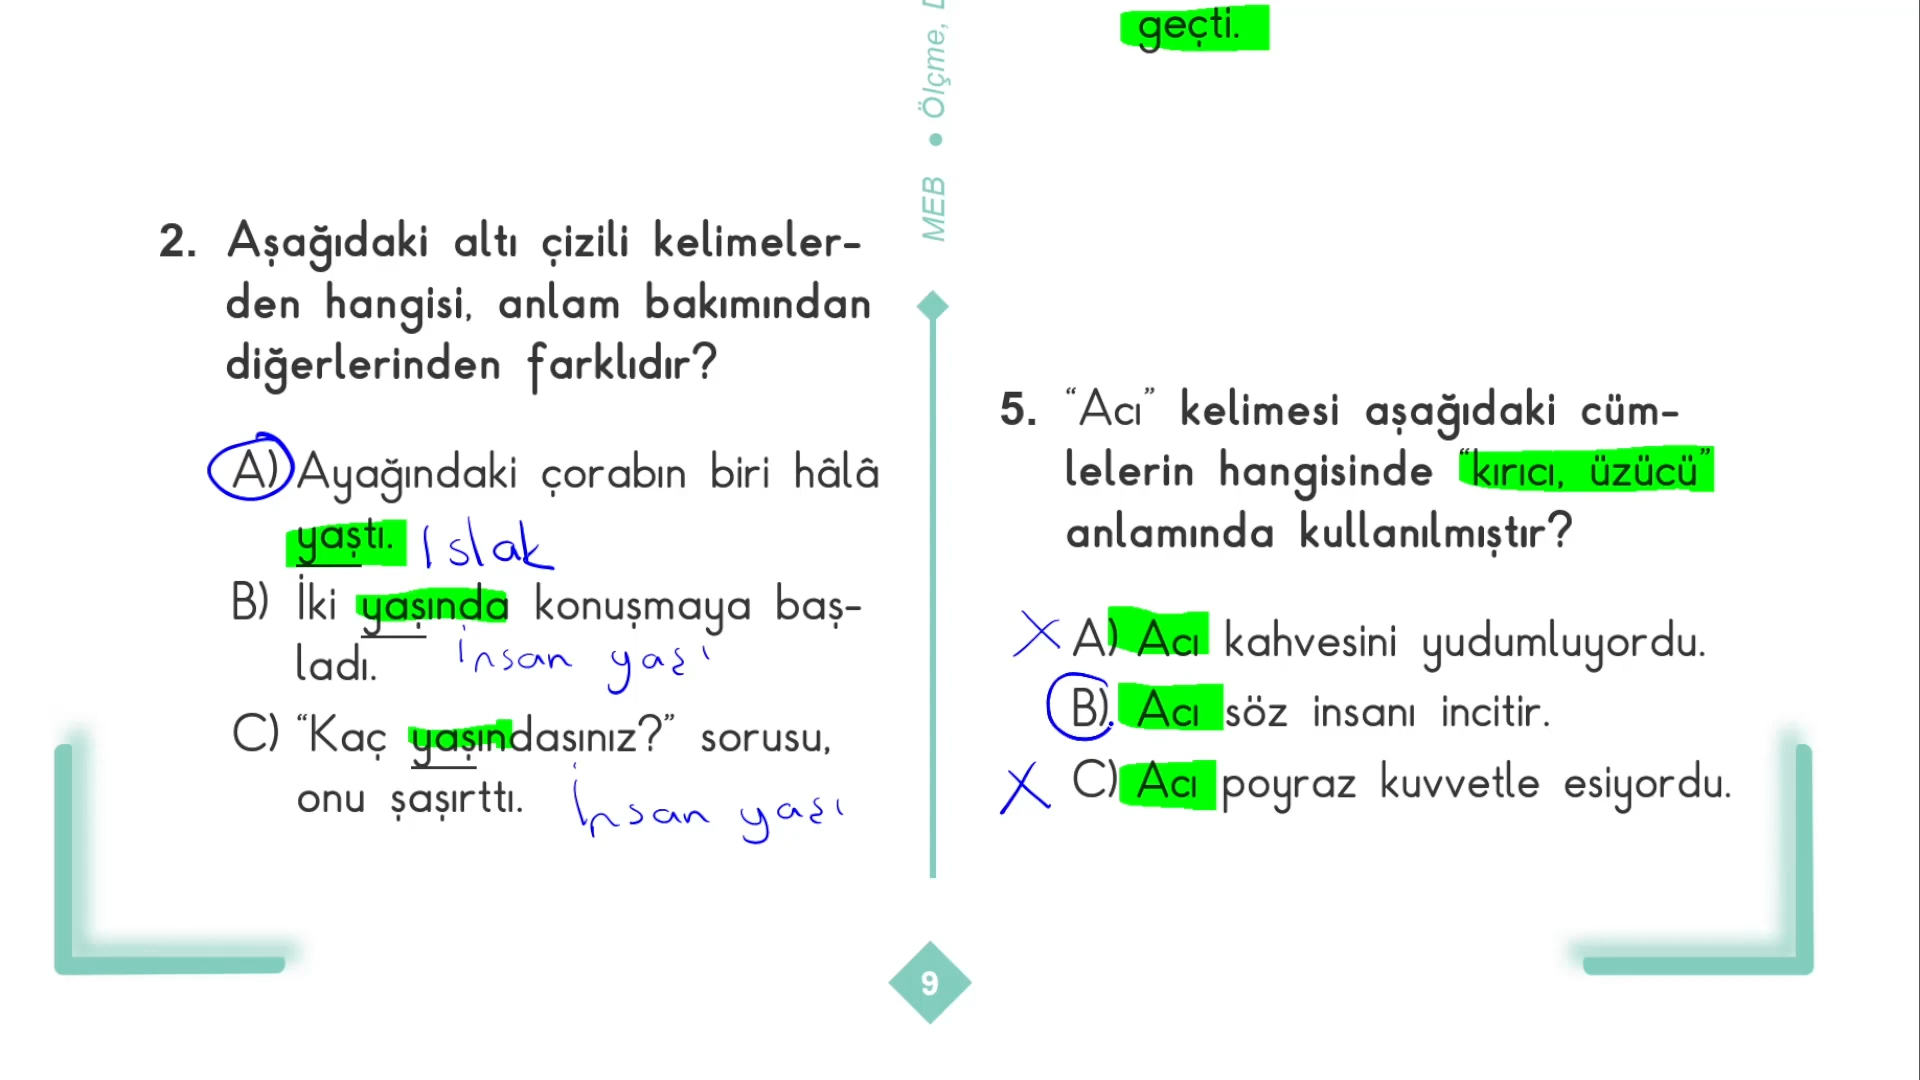 geçti.
MEB • Ölçme,
2. Aşağıdaki altı çizili kelimeler-
den hangisi, anlam bakımından
diğerlerinden farklıdır?
A) Ayağındaki çorabın biri hâlâ
yaştı. Islak
B) İki yaşında konuşmaya baş-
ladı. İnsan yaşı
C) “Kaç yaşındasınız?” sorusu,
onu şaşırttı. İnsan yaşı
5. “Acı” kelimesi aşağıdaki cüm-
lelerin hangisinde “kırıcı, üzücü”
anlamında kullanılmıştır?
A) Acı kahvesini yudumluyordu.
B) Acı söz insanı incitir.
C) Acı poyraz kuvvetle esiyordu.
9